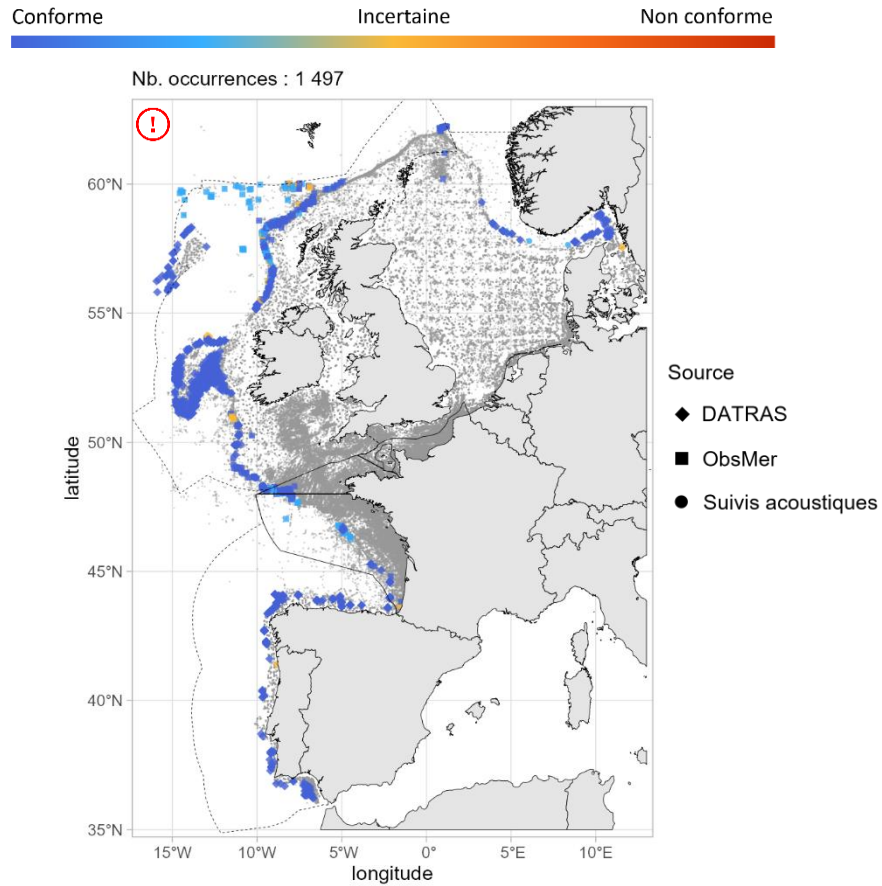 Conforme Incertaine Non conforme
Nb. occurrences : 1 497
!
60°N
55°N
50°N
45°N
40°N
35°N
latitude
15°W 10°W 5°W 0° 5°E 10°E
longitude
Source
DATRAS
ObsMer
Suivis acoustiques